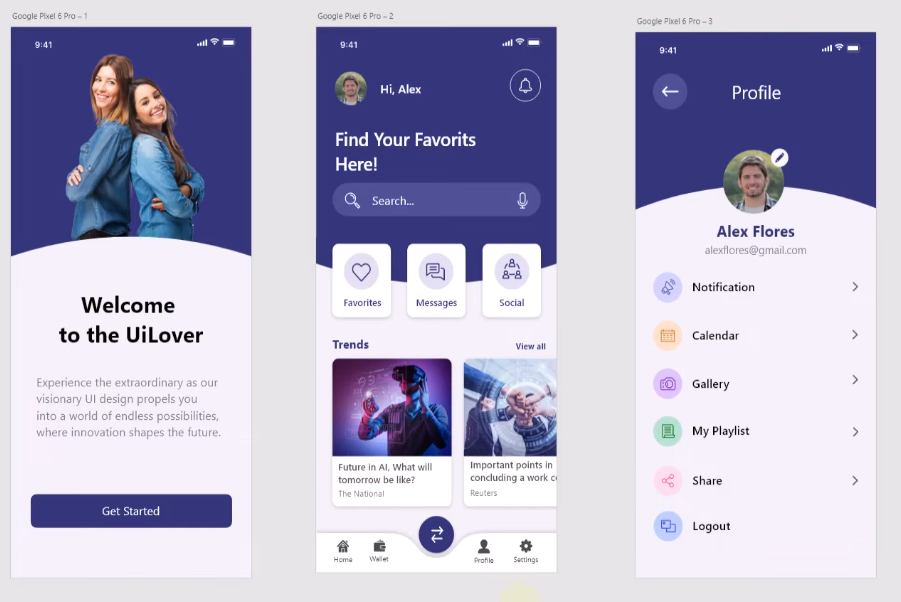 Google Pixel 6 Pro – 1
9:41
Welcome
to the UiLover
Experience the extraordinary as our
visionary UI design propels you
into a world of endless possibilities,
where innovation shapes the future.
Get Started
Google Pixel 6 Pro – 2
9:41
Hi, Alex
Find Your Favorits
Here!
Search...
Favorites
Messages
Social
Trends
View all
Future in AI, What will
tomorrow be like?
The National
Important points in
concluding a work co
Reuters
Home
Wallet
Profile
Settings
Google Pixel 6 Pro – 3
9:41
Profile
Alex Flores
alexflores@gmail.com
Notification
Calendar
Gallery
My Playlist
Share
Logout